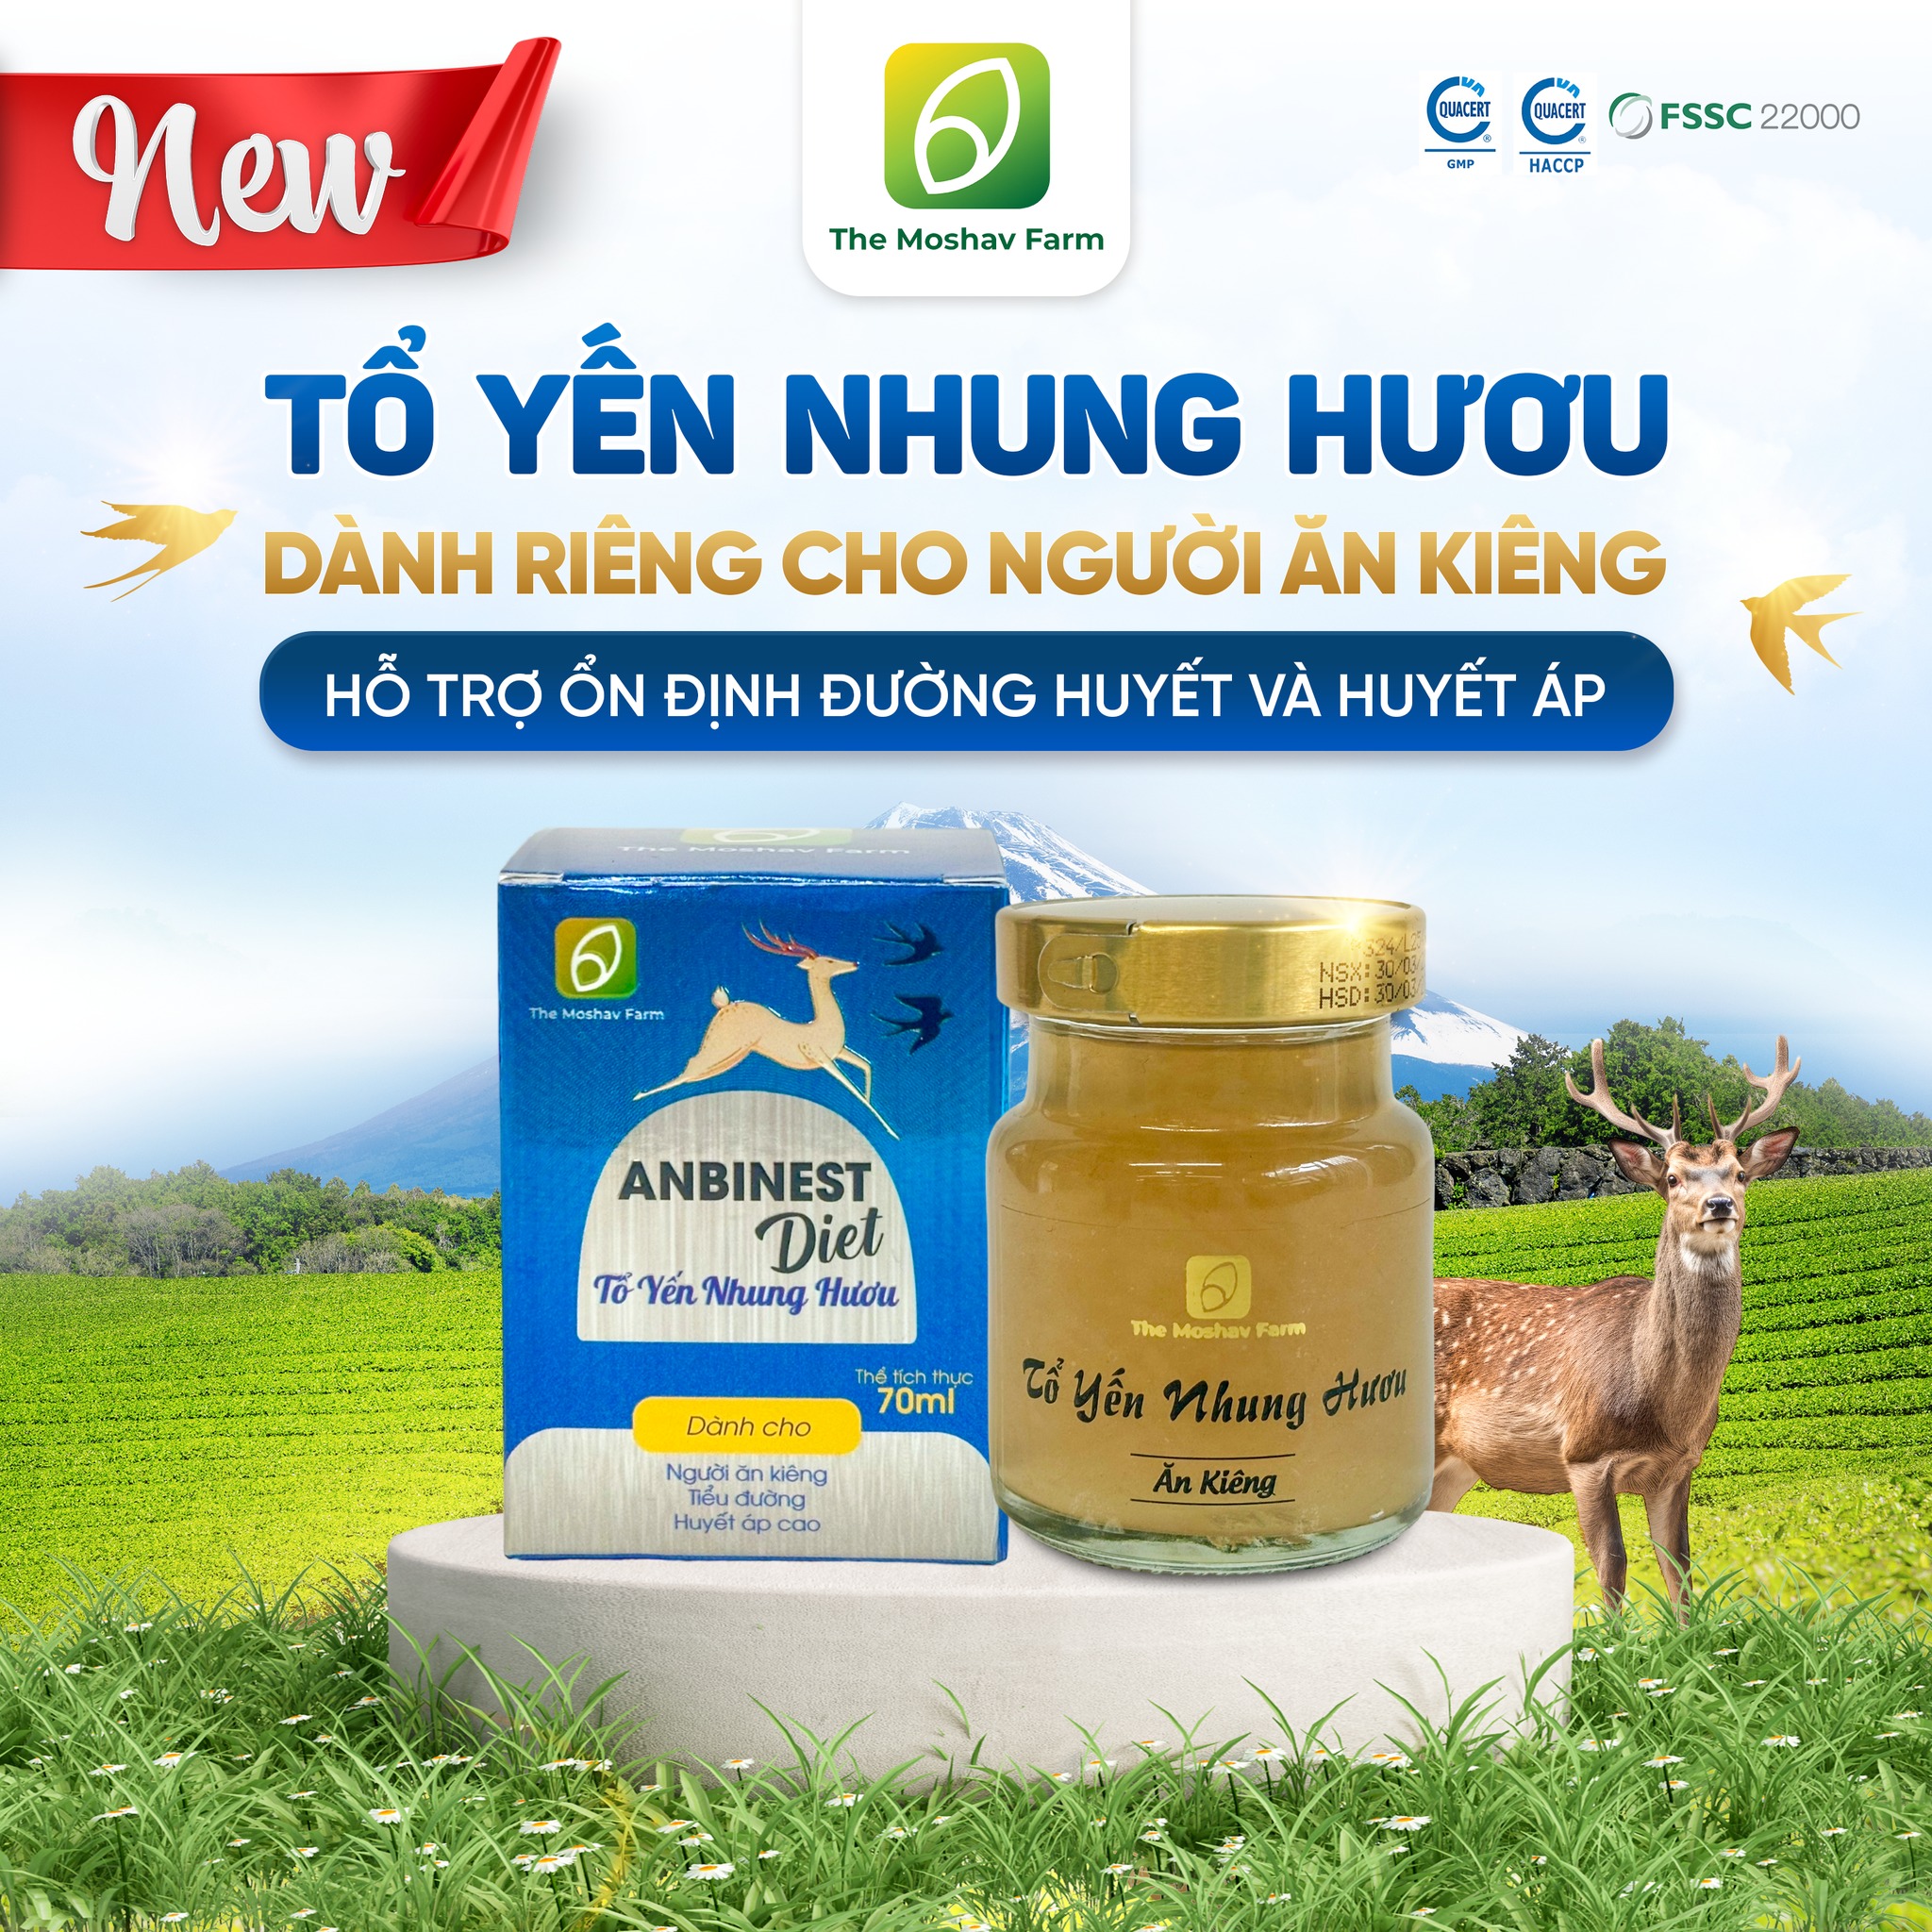 New
The Moshav Farm
QUACERT
GMP
QUACERT
HACCP
FSSC 22000
TỔ YẾN NHUNG HƯƠU
DÀNH RIÊNG CHO NGƯỜI ĂN KIÊNG
HỖ TRỢ ỔN ĐỊNH ĐƯỜNG HUYẾT VÀ HUYẾT ÁP
The Moshav Farm
The Moshav Farm
ANBINEST
Diet
Tổ Yến Nhung Hươu
Thể tích thực
70ml
Dành cho
Người ăn kiêng
Tiểu đường
Huyết áp cao
NSX: 30/03/
HSD: 30/03/
The Moshav Farm
Tổ Yến Nhung Hươu
Ăn Kiêng